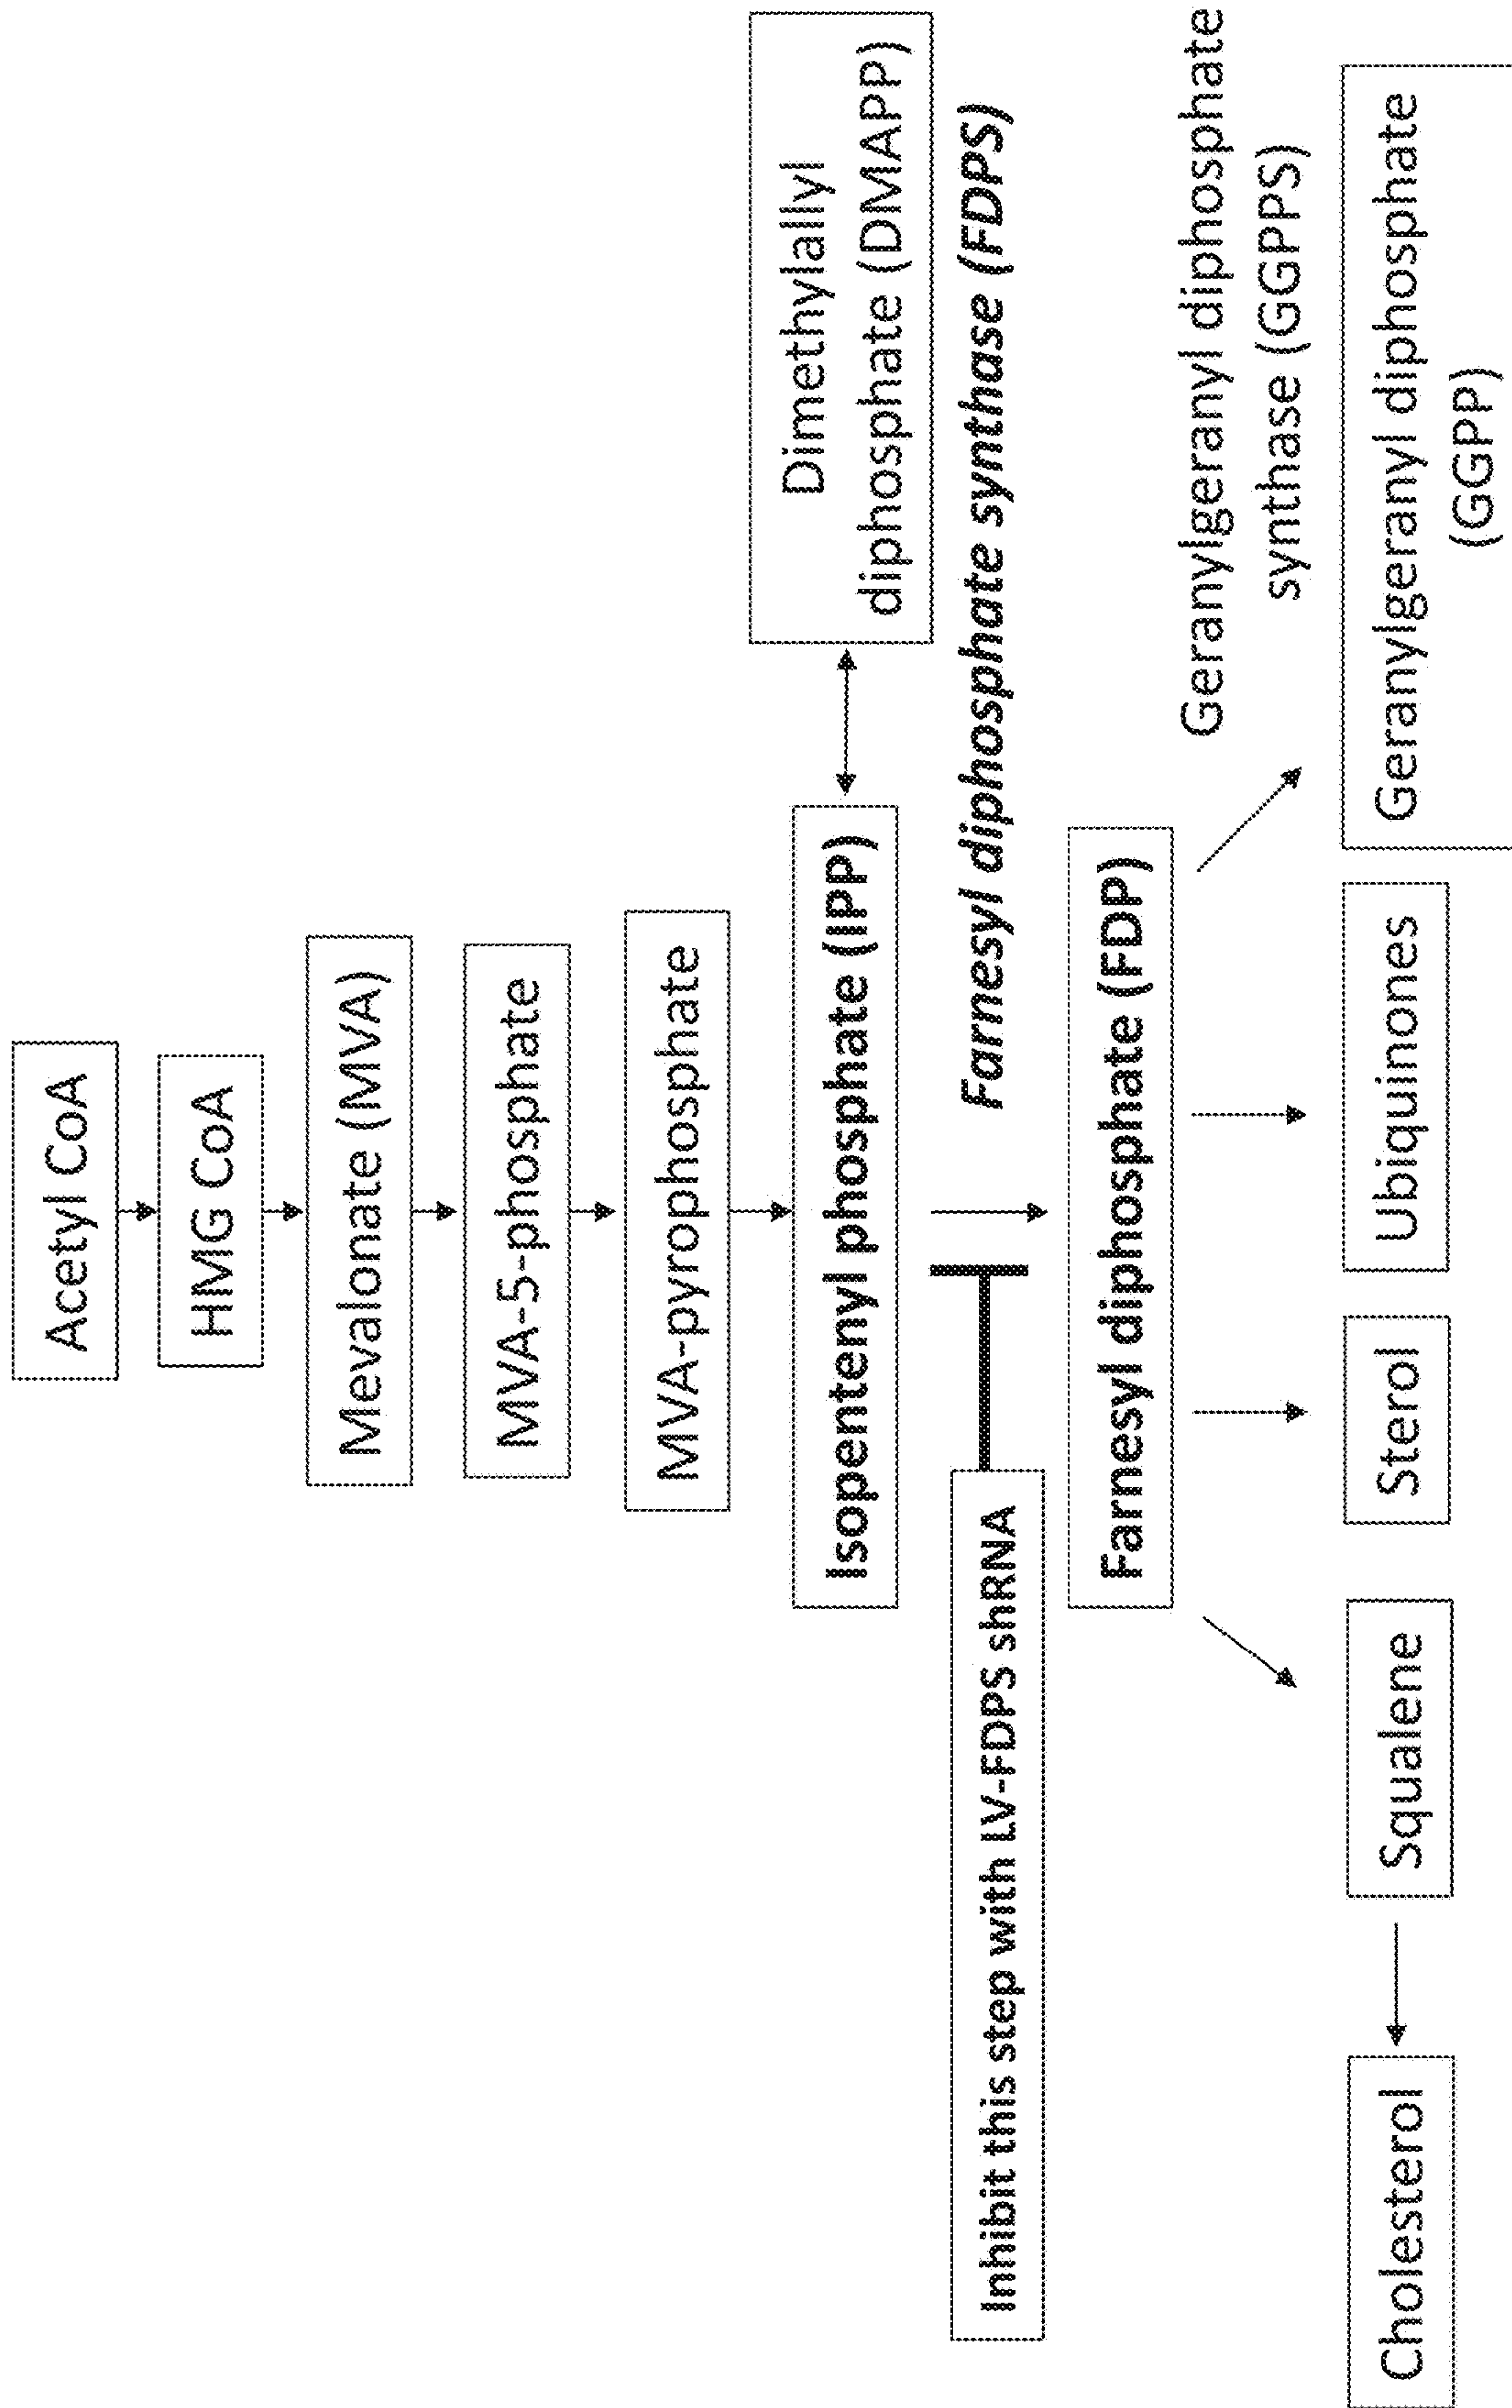 Acetyl CoA
HMG CoA
Mevalonate (MVA)
MVA-5-phosphate
MVA-pyrophosphate
Isopentenyl phosphate (IPP)
Dimethylallyl
diphosphate (DMAPP)
Inhibit this step with LV-FDPS shRNA
Farnesyl diphosphate synthase (FDPS)
Farnesyl diphosphate (FDP)
Geranylgeranyl diphosphate
synthase (GGPPS)
Cholesterol
Squalene
Sterol
Ubiquinones
Geranylgeranyl diphosphate
(GGPP)